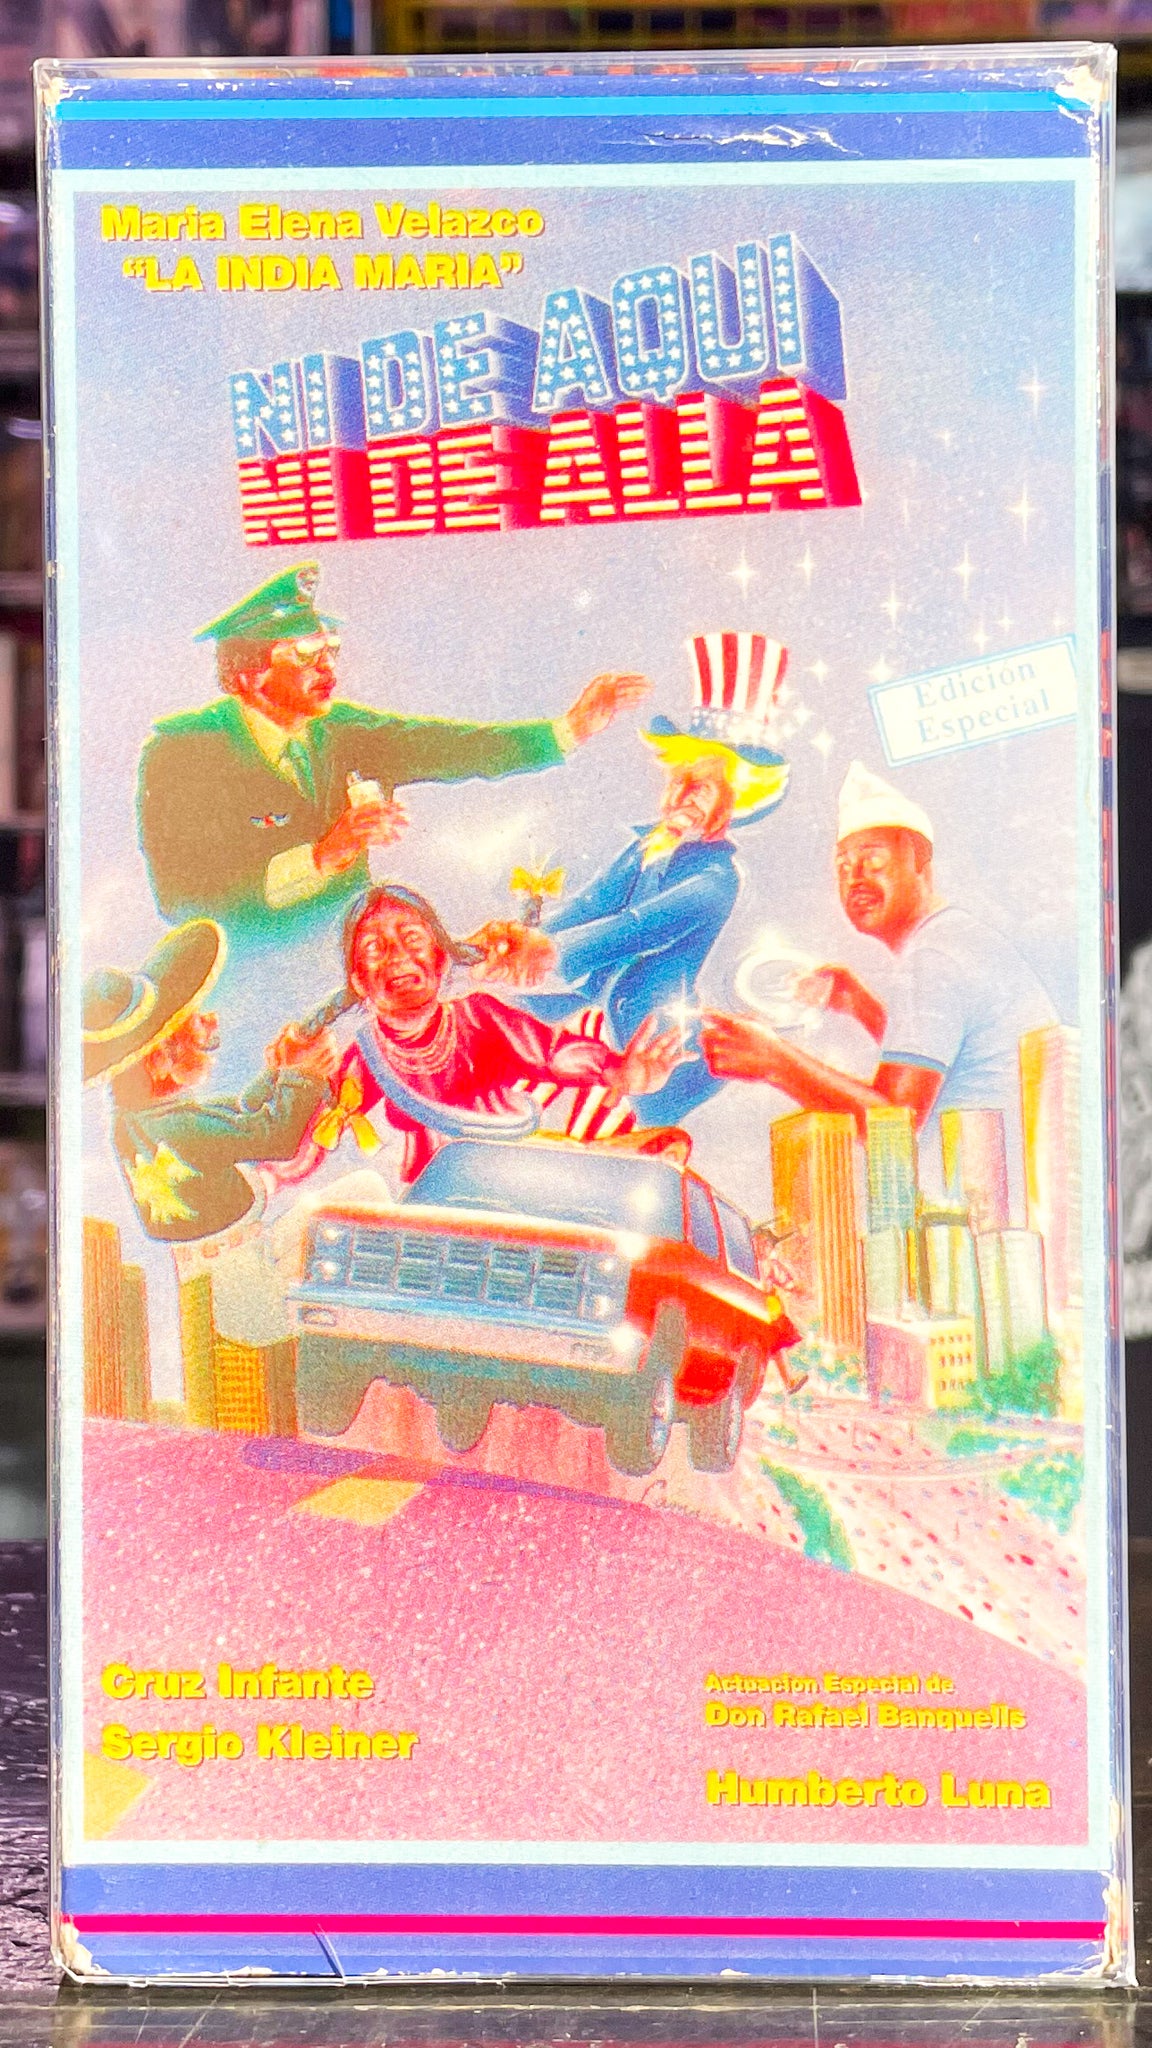 Maria Elena Velazco
"LA INDIA MARIA"
NI DE AQUI
NI DE ALLA
Edición
Especial
Cruz Infante
Sergio Kleiner
Actuacion Especial de
Don Rafael Banquells
Humberto Luna